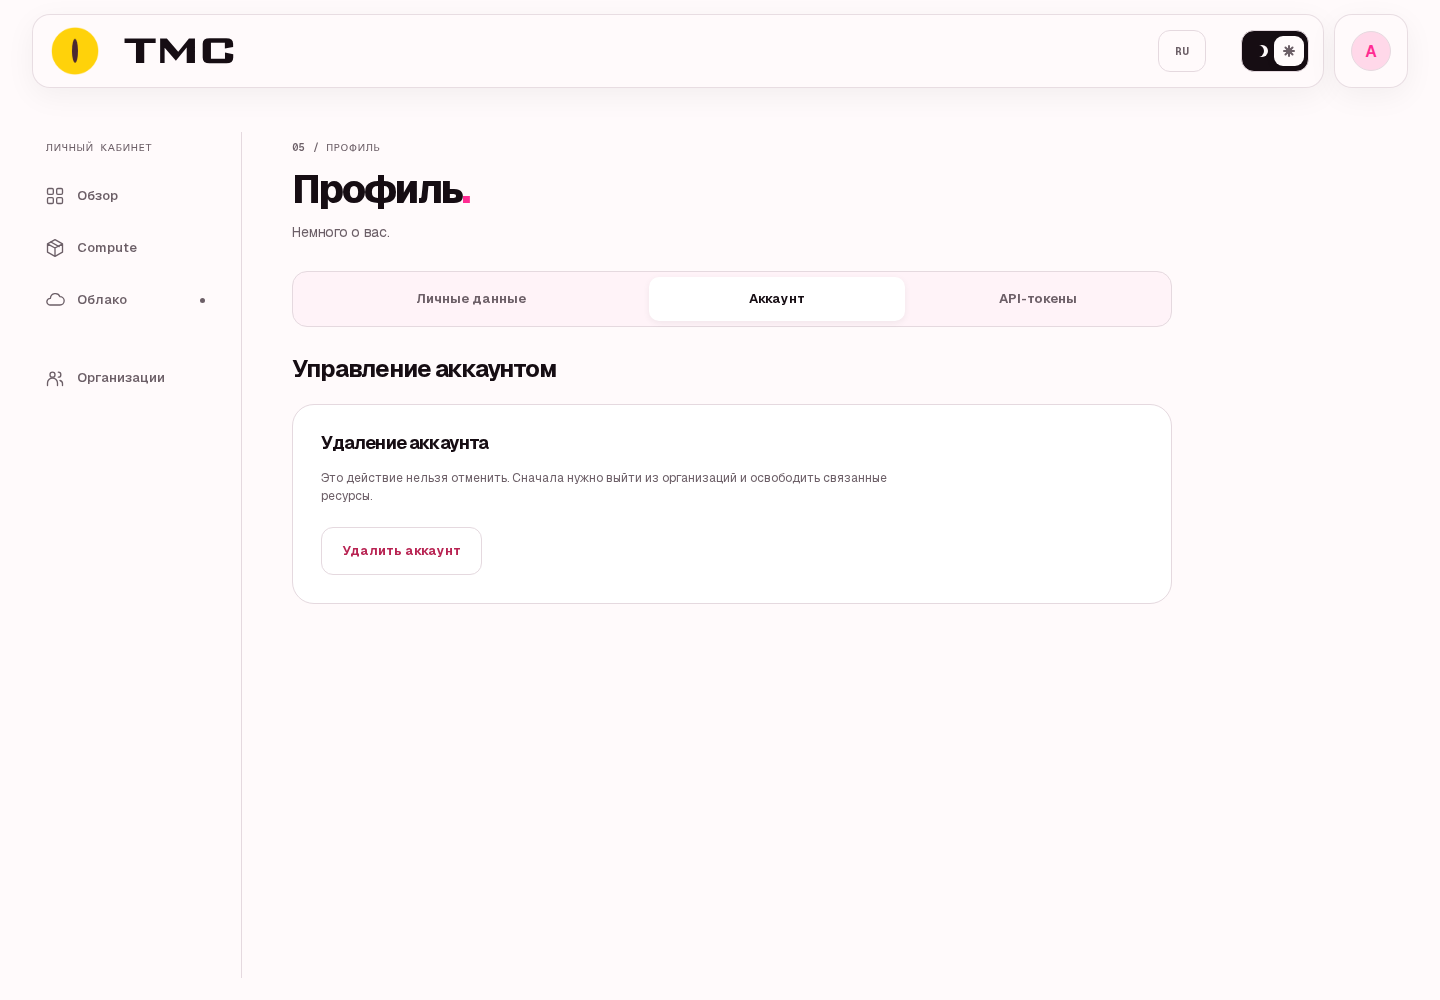 TMC
RU
A
ЛИЧНЫЙ КАБИНЕТ
Обзор
Compute
Облако
Организации
05 / ПРОФИЛЬ
Профиль.
Немного о вас.
Личные данные
Аккаунт
API-токены
Управление аккаунтом
Удаление аккаунта
Это действие нельзя отменить. Сначала нужно выйти из организаций и освободить связанные
ресурсы.
Удалить аккаунт